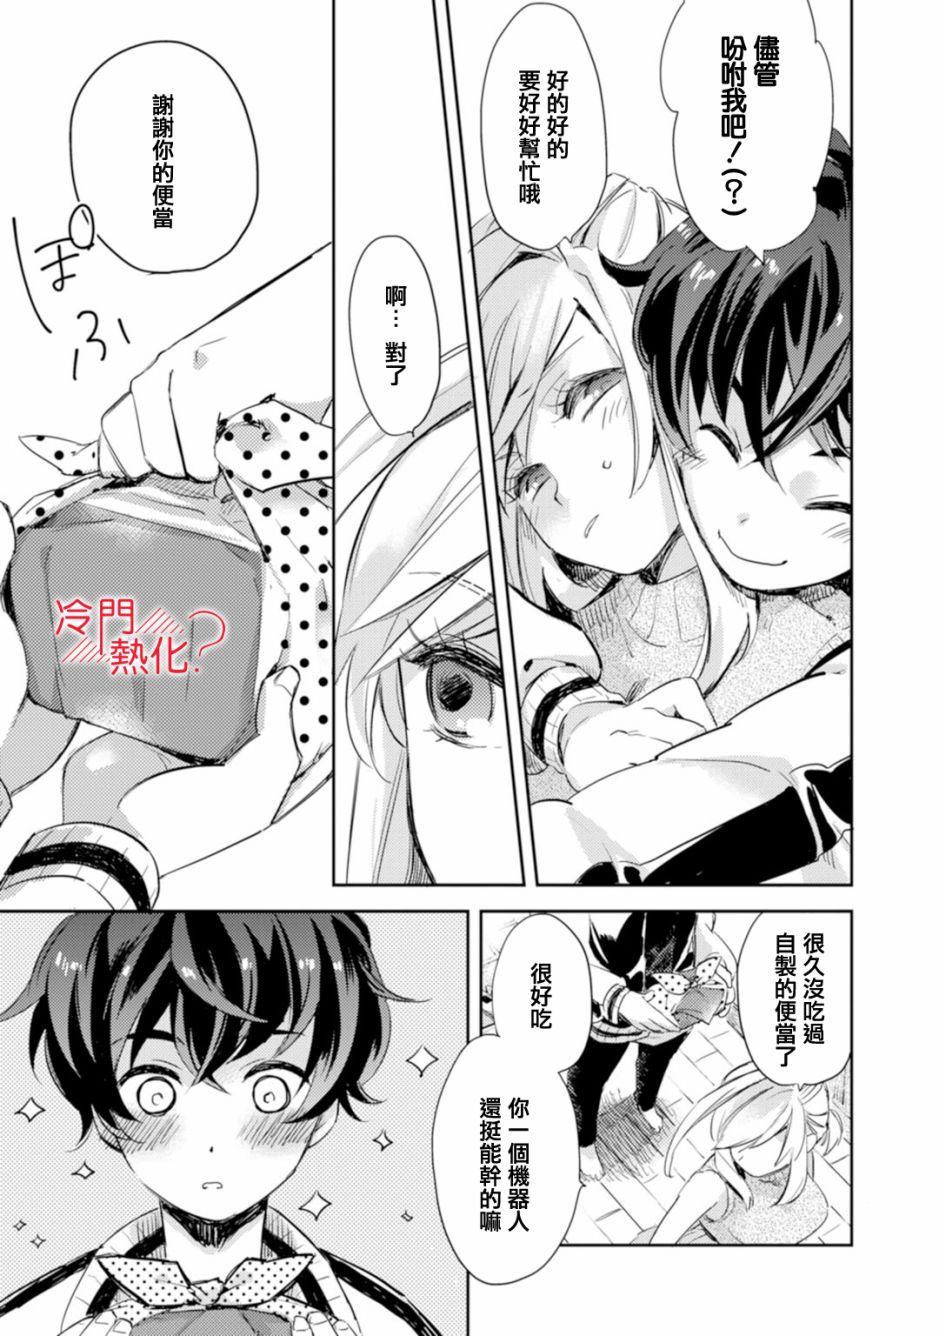 儘管
吩咐我吧！(？)
好的好的
要好好幫忙哦
啊… 對了
謝謝你的便當
ぽふ
冷門
熱化？
很久沒吃過
自製的便當了
很好吃
你一個機器人
還挺能幹的嘛